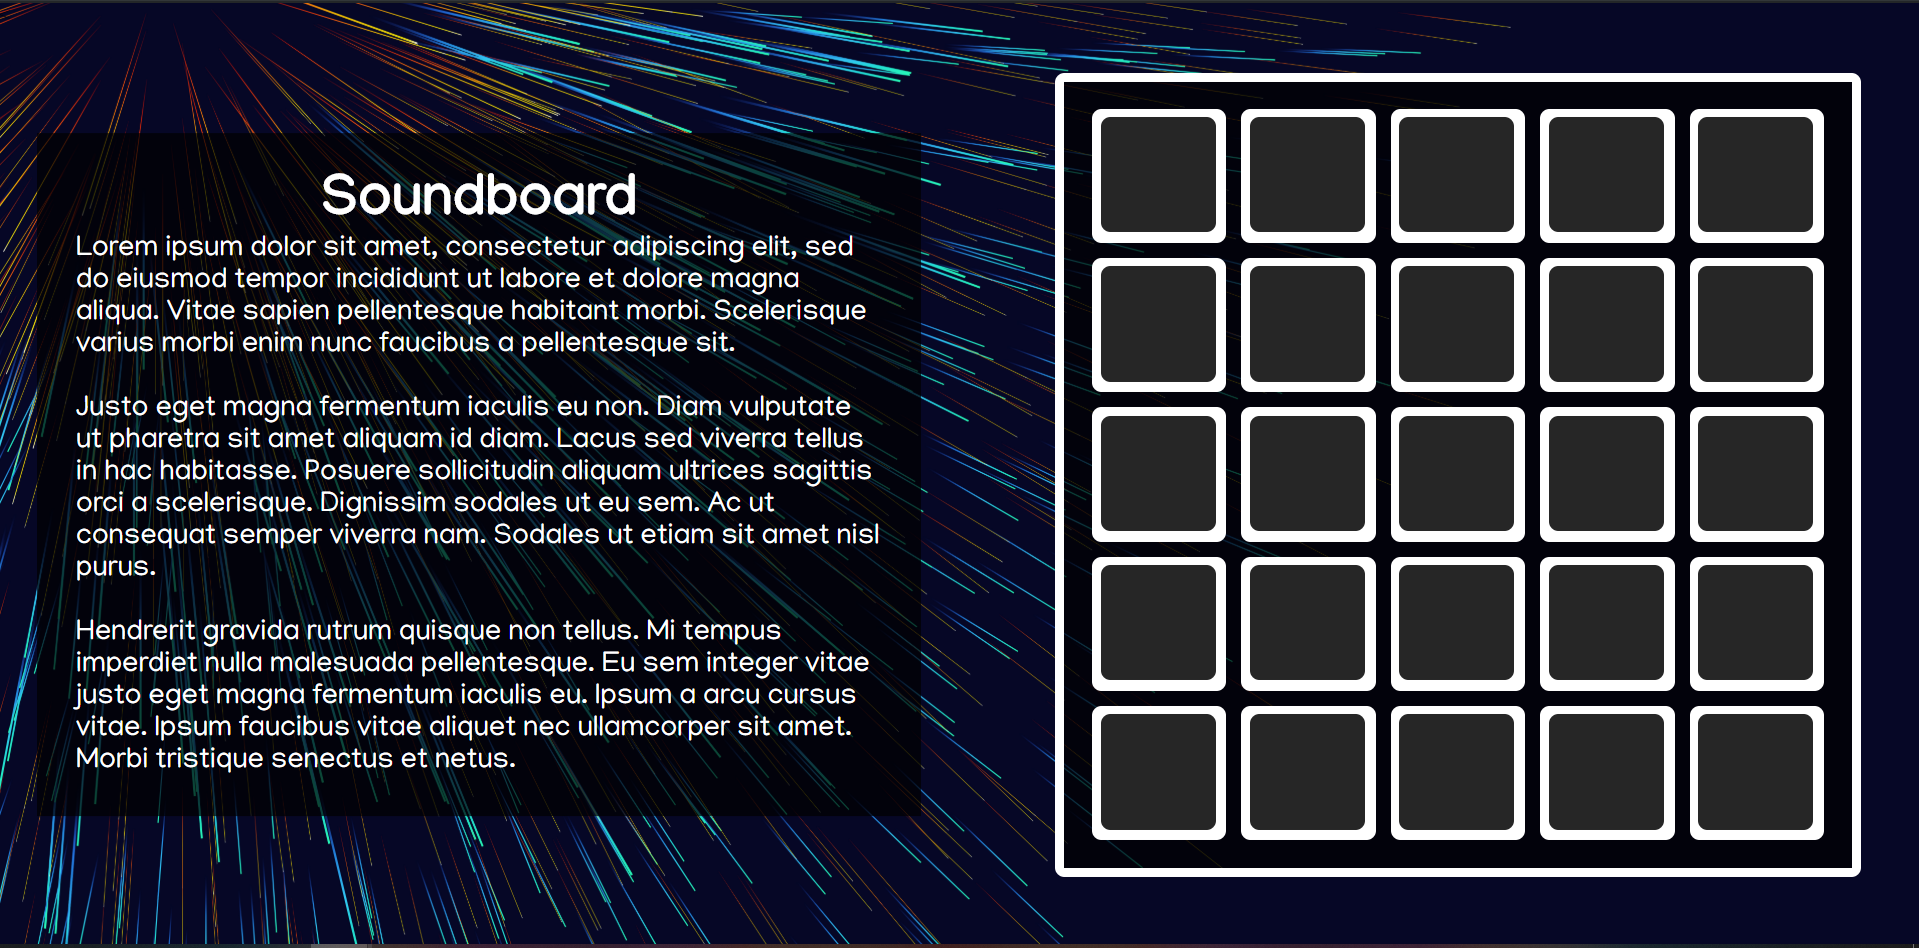 Soundboard
Lorem ipsum dolor sit amet, consectetur adipiscing elit, sed
do eiusmod tempor incididunt ut labore et dolore magna
aliqua. Vitae sapien pellentesque habitant morbi. Scelerisque
varius morbi enim nunc faucibus a pellentesque sit.
Justo eget magna fermentum iaculis eu non. Diam vulputate
ut pharetra sit amet aliquam id diam. Lacus sed viverra tellus
in hac habitasse. Posuere sollicitudin aliquam ultrices sagittis
orci a scelerisque. Dignissim sodales ut eu sem. Ac ut
consequat semper viverra nam. Sodales ut etiam sit amet nisl
purus.
Hendrerit gravida rutrum quisque non tellus. Mi tempus
imperdiet nulla malesuada pellentesque. Eu sem integer vitae
justo eget magna fermentum iaculis eu. Ipsum a arcu cursus
vitae. Ipsum faucibus vitae aliquet nec ullamcorper sit amet.
Morbi tristique senectus et netus.